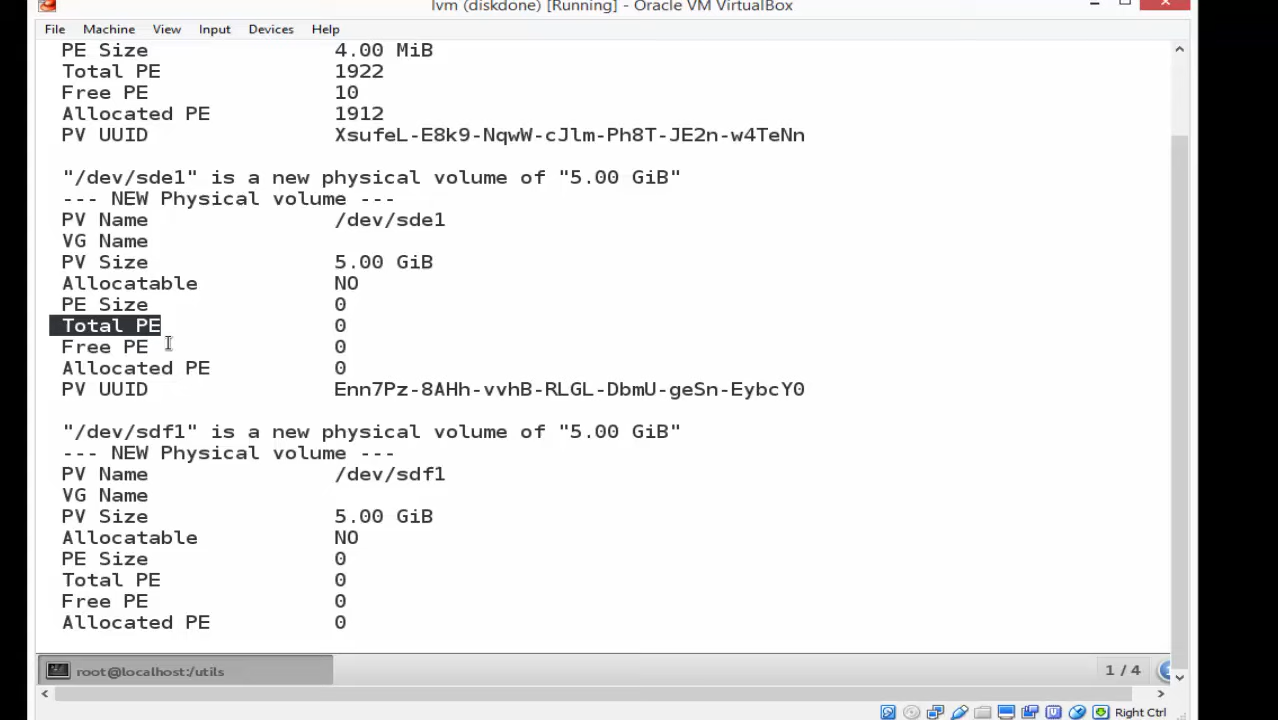 lvm (diskdone) [Running] - Oracle VM VirtualBox
File Machine View Input Devices Help
PE Size 4.00 MiB
Total PE 1922
Free PE 10
Allocated PE 1912
PV UUID XsufeL-E8k9-NqwW-cJlm-Ph8T-JE2n-w4TeNn
"/dev/sde1" is a new physical volume of "5.00 GiB"
--- NEW Physical volume ---
PV Name /dev/sde1
VG Name
PV Size 5.00 GiB
Allocatable NO
PE Size 0
Total PE 0
Free PE 0
Allocated PE 0
PV UUID Enn7Pz-8AHh-vvhB-RLGL-DbmU-geSn-EybcY0
"/dev/sdf1" is a new physical volume of "5.00 GiB"
--- NEW Physical volume ---
PV Name /dev/sdf1
VG Name
PV Size 5.00 GiB
Allocatable NO
PE Size 0
Total PE 0
Free PE 0
Allocated PE 0
root@localhost:/utils 1 / 4
Right Ctrl